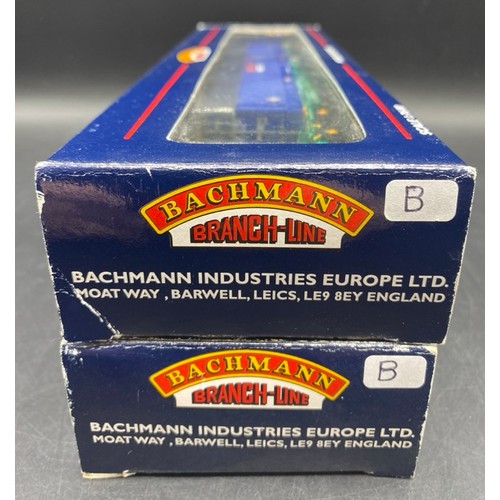 BACHMANN
BRANCH-LINE
B
BACHMANN INDUSTRIES EUROPE LTD.
MOAT WAY , BARWELL, LEICS, LE9 8EY ENGLAND
BACHMANN
BRANCH-LINE
B
BACHMANN INDUSTRIES EUROPE LTD.
MOAT WAY , BARWELL, LEICS, LE9 8EY ENGLAND